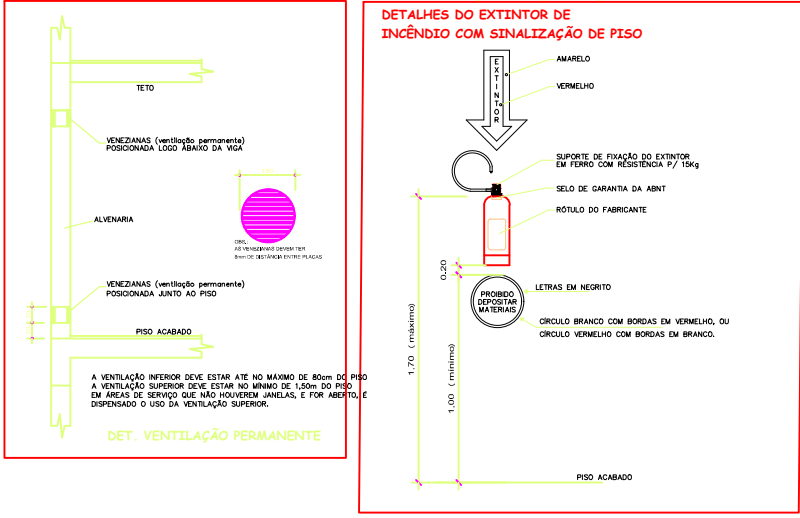 TETO
VENEZIANAS (ventilação permanente)
POSICIONADA LOGO ABAIXO DA VIGA
ALVENARIA
OBS.:
AS VENEZIANAS DEVEM TER
8mm DE DISTÂNCIA ENTRE PLACAS
VENEZIANAS (ventilação permanente)
POSICIONADA JUNTO AO PISO
PISO ACABADO
A VENTILAÇÃO INFERIOR DEVE ESTAR ATÉ NO MÁXIMO DE 80cm DO PISO
A VENTILAÇÃO SUPERIOR DEVE ESTAR NO MÍNIMO DE 1,50m DO PISO
EM ÁREAS DE SERVIÇO QUE NÃO HOUVEREM JANELAS, E FOR ABERTO, É
DISPENSADO O USO DA VENTILAÇÃO SUPERIOR.
DET. VENTILAÇÃO PERMANENTE
DETALHES DO EXTINTOR DE
INCÊNDIO COM SINALIZAÇÃO DE PISO
EXTINTOR
AMARELO
VERMELHO
SUPORTE DE FIXAÇÃO DO EXTINTOR
EM FERRO COM RESISTÊNCIA P/ 15Kg
SELO DE GARANTIA DA ABNT
RÓTULO DO FABRICANTE
0.20
PROIBIDO
DEPOSITAR
MATERIAIS
LETRAS EM NEGRITO
CÍRCULO BRANCO COM BORDAS EM VERMELHO, OU
CÍRCULO VERMELHO COM BORDAS EM BRANCO.
1,70 ( máximo)
1,00 ( mínimo)
PISO ACABADO